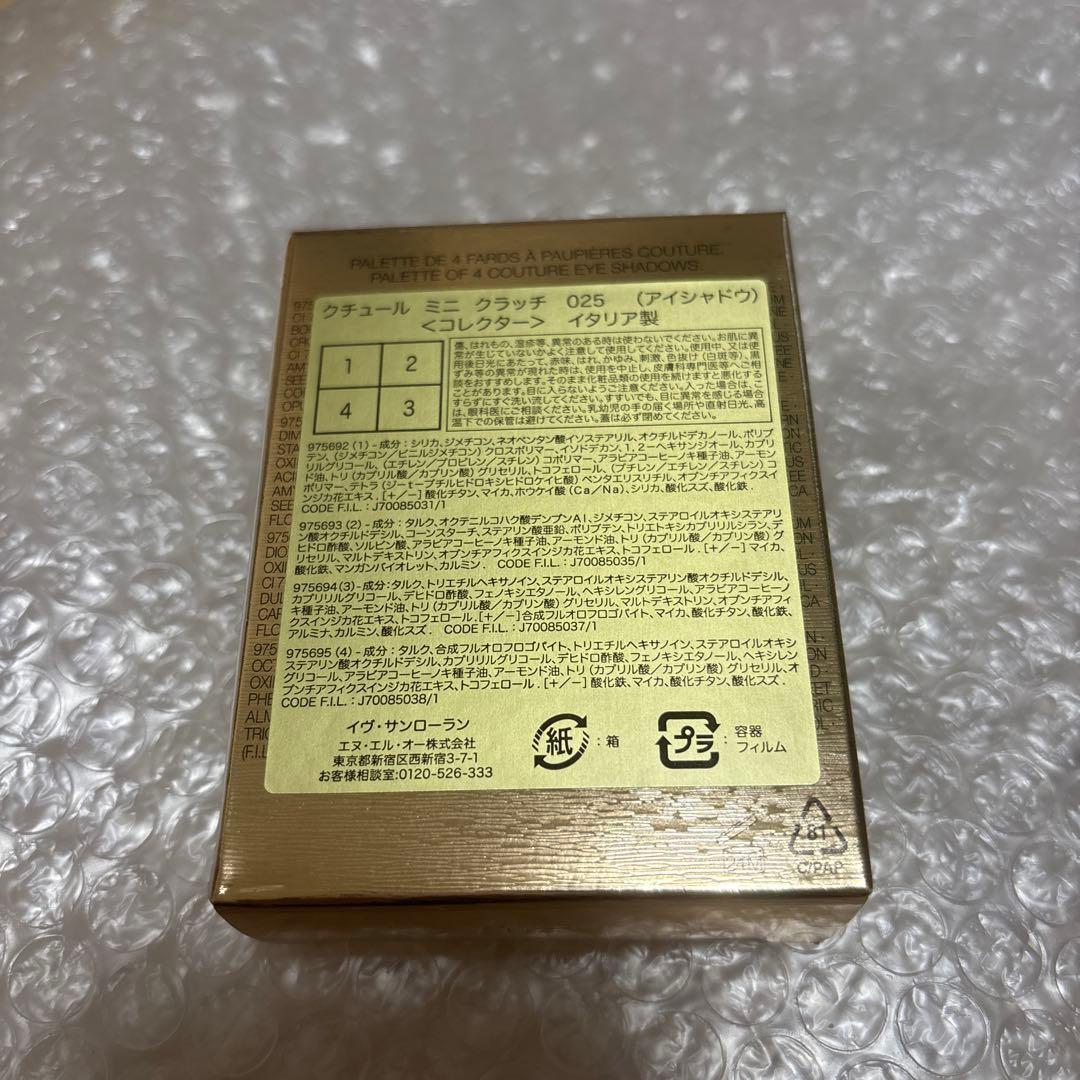 PALETTE DE 4 FARDS À PAUPIÈRES COUTURE.
PALETTE OF 4 COUTURE EYE SHADOWS.
クチュール ミニ クラッチ 025 (アイシャドウ)
<コレクター> イタリア製
1 2
4 3
傷、はれもの、湿疹等、異常のある時は使わないでください。お肌に異
常が生じていないかよく注意して使用してください。使用中、又は使
用後日光にあたって、赤味、はれ、かゆみ、刺激、色抜け(白斑等)、黒
ずみ等の異常が現れた時は、使用を中止し、皮膚科専門医等へご相
談をおすすめします。そのまま化粧品類の使用を続けますと悪化する
ことがあります。目に入らないようご注意ください。入った場合は、こ
すらずにすぐ洗い流してください。すすいでも、目に異常を感じる場合
は、眼科医にご相談ください。乳幼児の手の届く場所や直射日光、高
温下での保管は避けてください。蓋は必ず閉めてください。
975692 (1) - 成分：シリカ、ジメチコン、ネオペンタン酸イソステアリル、オクチルドデカノール、ポリブ
テン、(ジメチコン/ビニルジメチコン) クロスポリマー、イソドデカン、1, 2-ヘキサンジオール、カプリ
リルグリコール、(エチレン/プロピレン/スチレン) コポリマー、アラビアコーヒーノキ種子油、アーモン
ド油、トリ (カプリル酸/カプリン酸) グリセリル、トコフェロール、(ブチレン/エチレン/スチレン) コ
ポリマー、テトラ (ジーtーブチルヒドロキシヒドロケイヒ酸) ペンタエリスリチル、オプンチアフィクスイ
ンジカ花エキス . [+/-] 酸化チタン、マイカ、ホウケイ酸 (Ca/Na)、シリカ、酸化スズ、酸化鉄 .
CODE F.I.L. : J70085031/1
975693 (2) - 成分：タルク、オクテニルコハク酸デンプンAl、ジメチコン、ステアロイルオキシステア
リン酸オクチルドデシル、コーンスターチ、ステアリン酸亜鉛、ポリブテン、トリエトキシカプリリルシラン、デ
ヒドロ酢酸、ソルビン酸、アラビアコーヒーノキ種子油、アーモンド油、トリ (カプリル酸/カプリン酸) グ
リセリル、マルトデキストリン、オプンチアフィクスインジカ花エキス、トコフェロール . [+/-] マイカ、
酸化鉄、マンガンバイオレット、カルミン . CODE F.I.L. : J70085035/1
975694(3) - 成分：タルク、トリエチルヘキサノイン、ステアロイルオキシステアリン酸オクチルドデシル、
カプリリルグリコール、デヒドロ酢酸、フェノキシエタノール、ヘキシレングリコール、アラビアコーヒーノ
キ種子油、アーモンド油、トリ (カプリル酸/カプリン酸) グリセリル、マルトデキストリン、オプンチアフ
ィクスインジカ花エキス、トコフェロール . [+/-] 合成フルオロフロゴパイト、マイカ、酸化チタン、酸化鉄、
アルミナ、カルミン、酸化スズ . CODE F.I.L. : J70085037/1
975695 (4) - 成分：タルク、合成フルオロフロゴパイト、トリエチルヘキサノイン、ステアロイルオキシ
ステアリン酸オクチルドデシル、カプリリルグリコール、デヒドロ酢酸、フェノキシエタノール、ヘキシレン
グリコール、アラビアコーヒーノキ種子油、アーモンド油、トリ (カプリル酸/カプリン酸) グリセリル、オ
プンチアフィクスインジカ花エキス、トコフェロール . [+/-] 酸化鉄、マイカ、酸化チタン、酸化スズ .
CODE F.I.L. : J70085038/1
イヴ・サンローラン
エヌ・エル・オー株式会社
東京都新宿区西新宿3-7-1
お客様相談室:0120-526-333
紙 : 箱
プラ : 容器
フィルム
24M
81
C/PAP